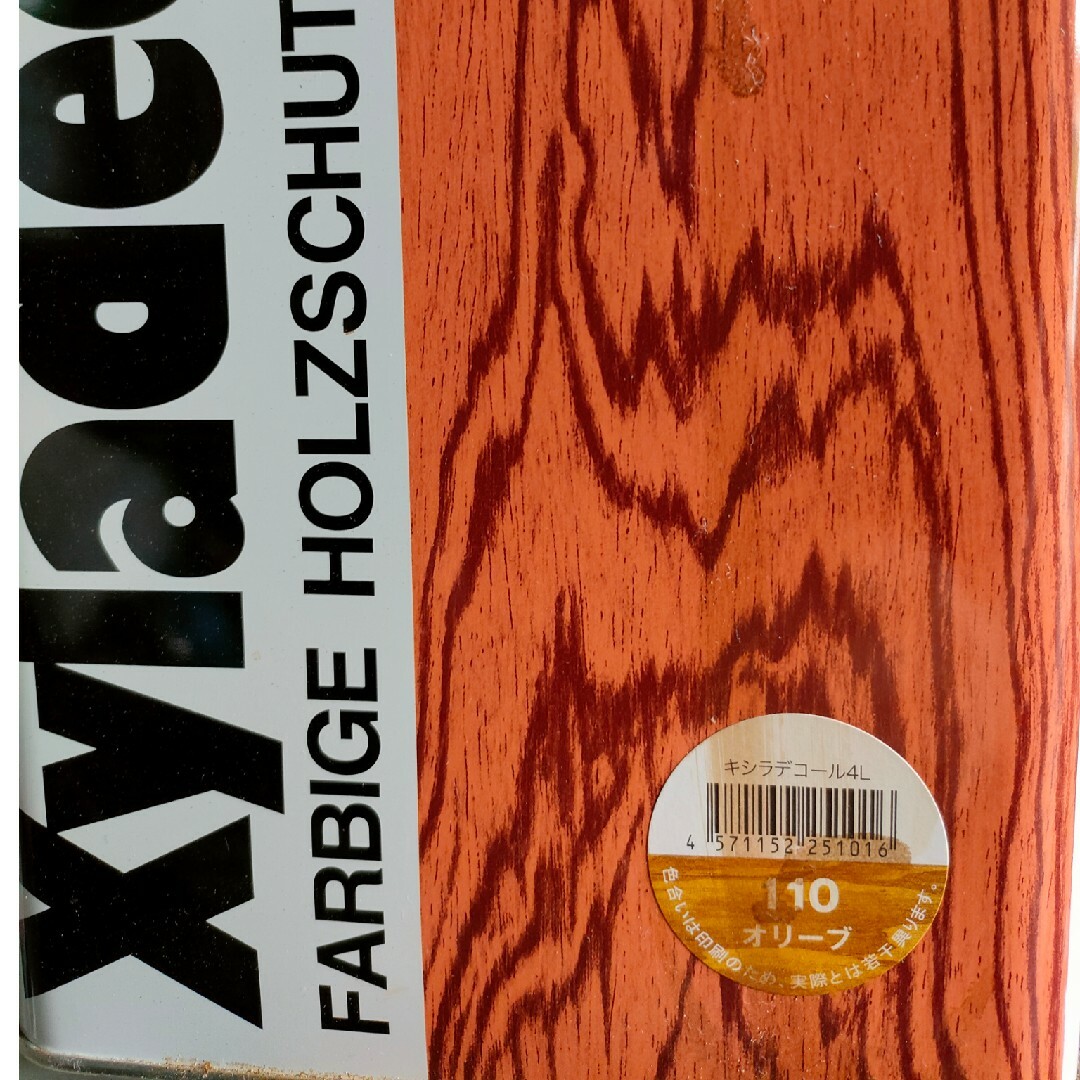 xylade
FARBIGE HOLZSCHUT
キシラデコール4L
4 571152 251016
110
オリーブ
色合いは印刷のため、実際とは若干異ります。